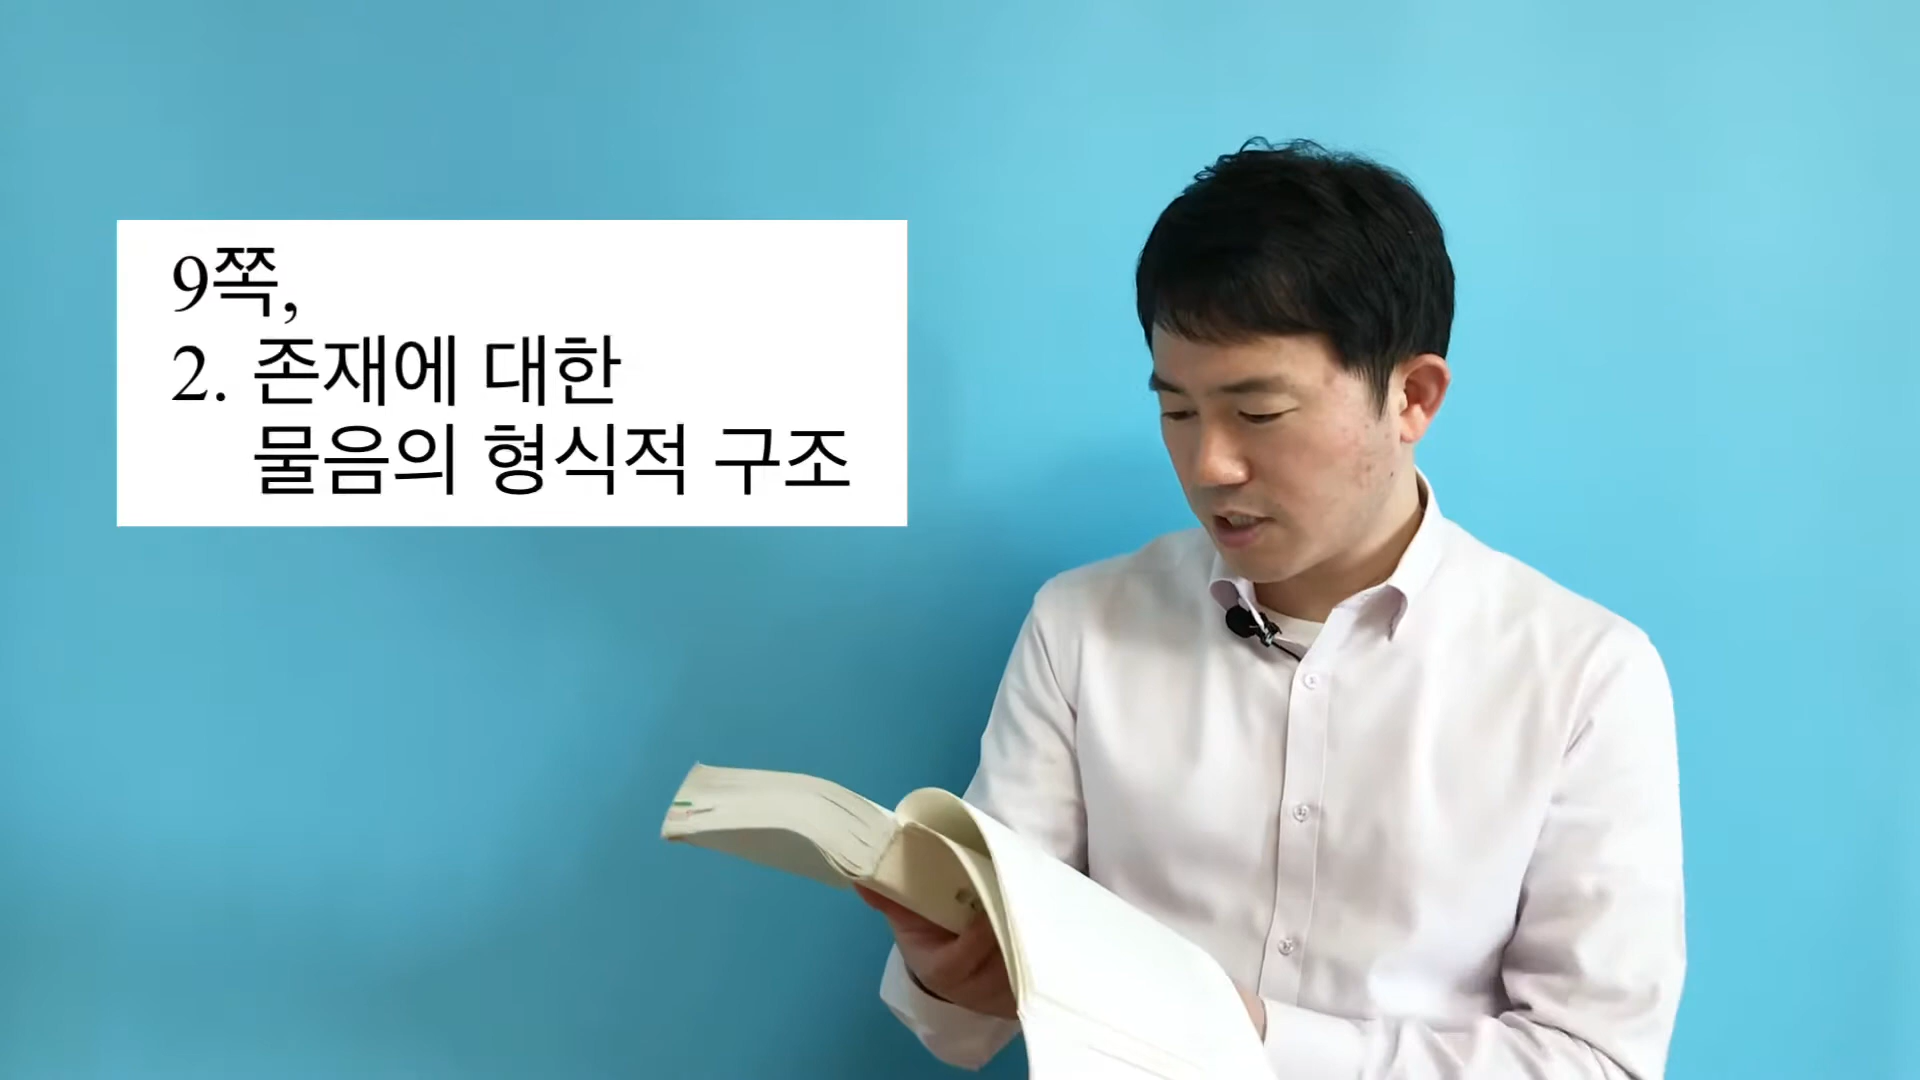 9쪽,
2. 존재에 대한
물음의 형식적 구조